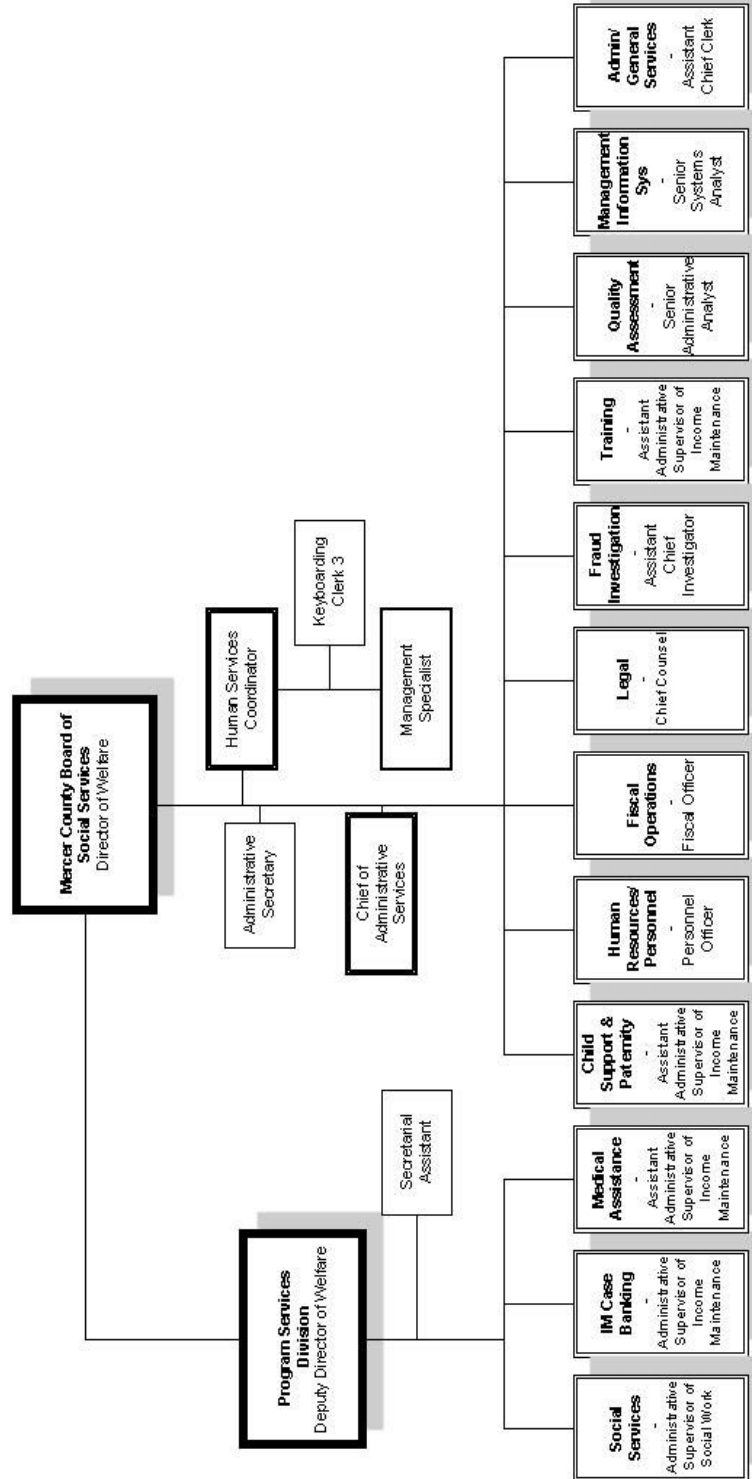 Mercer County Board of
Social Services
Director of Welfare
Program Services
Division
Deputy Director of Welfare
Secretarial
Assistant
Administrative
Secretary
Human Services
Coordinator
Keyboarding
Clerk 3
Management
Specialist
Chief of
Administrative
Services
Social
Services
-
Administrative
Supervisor of
Social Work
IM Case
Banking
-
Administrative
Supervisor of
Income
Maintenance
Medical
Assistance
-
Assistant
Administrative
Supervisor of
Income
Maintenance
Child
Support &
Paternity
-
Assistant
Administrative
Supervisor of
Income
Maintenance
Human
Resources/
Personnel
-
Personnel
Officer
Fiscal
Operations
-
Fiscal Officer
Legal
-
Chief Counsel
Fraud
Investigation
-
Assistant
Chief
Investigator
Training
-
Assistant
Administrative
Supervisor of
Income
Maintenance
Quality
Assessment
-
Senior
Administrative
Analyst
Management
Information
Sys
-
Senior
Systems
Analyst
Admin/
General
Services
-
Assistant
Chief Clerk